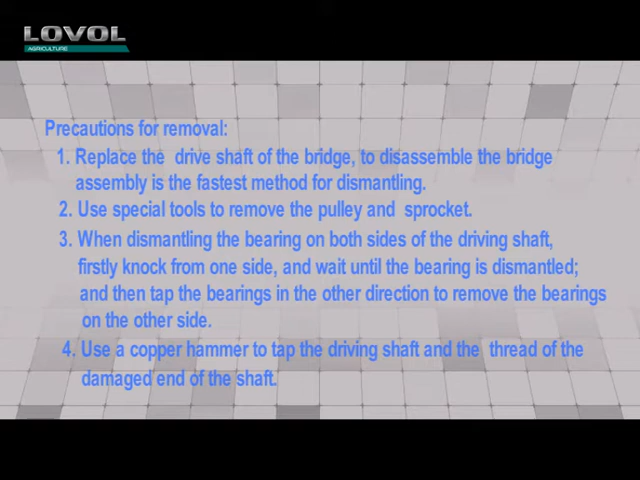 LOVOL
AGRICULTURE
Precautions for removal:
1. Replace the drive shaft of the bridge, to disassemble the bridge
assembly is the fastest method for dismantling.
2. Use special tools to remove the pulley and sprocket.
3. When dismantling the bearing on both sides of the driving shaft,
firstly knock from one side, and wait until the bearing is dismantled;
and then tap the bearings in the other direction to remove the bearings
on the other side.
4. Use a copper hammer to tap the driving shaft and the thread of the
damaged end of the shaft.